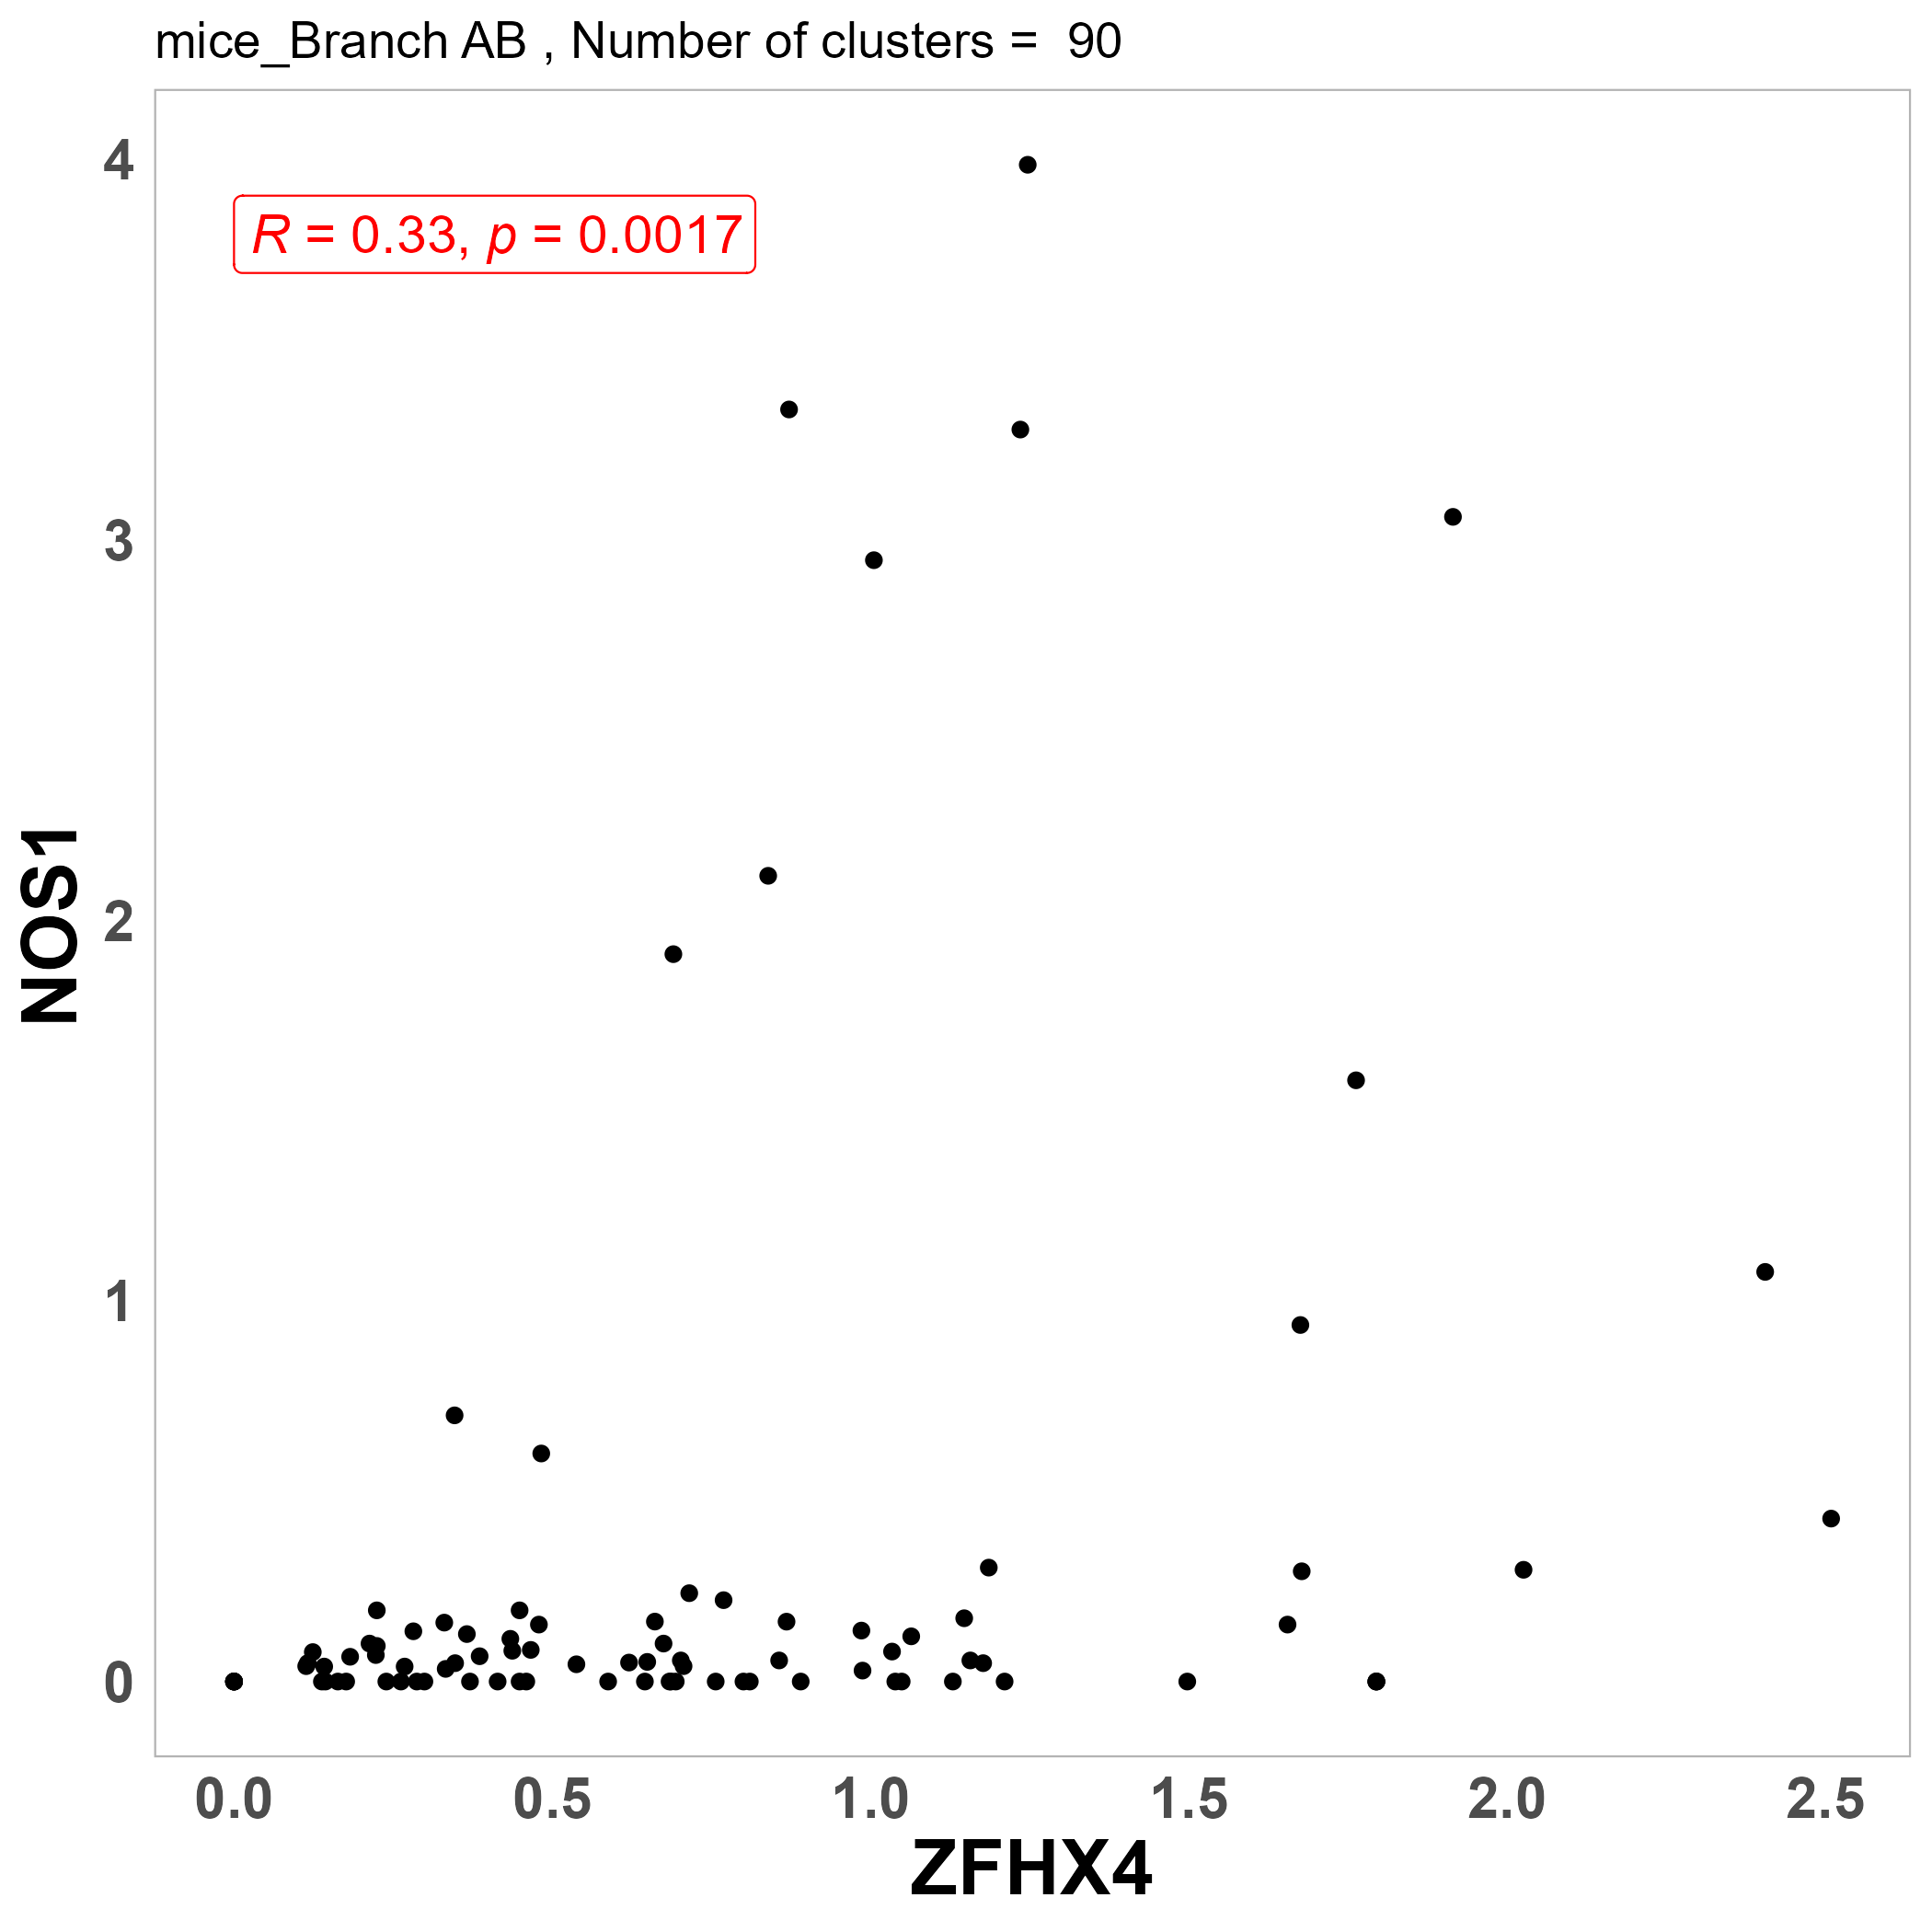 mice_Branch AB , Number of clusters =  90
4
R = 0.33, p = 0.0017
3
2
1
0
NOS1
0.0 0.5 1.0 1.5 2.0 2.5
ZFHX4